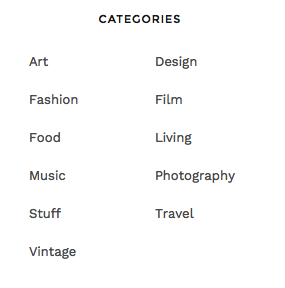 CATEGORIES
Art Design
Fashion Film
Food Living
Music Photography
Stuff Travel
Vintage